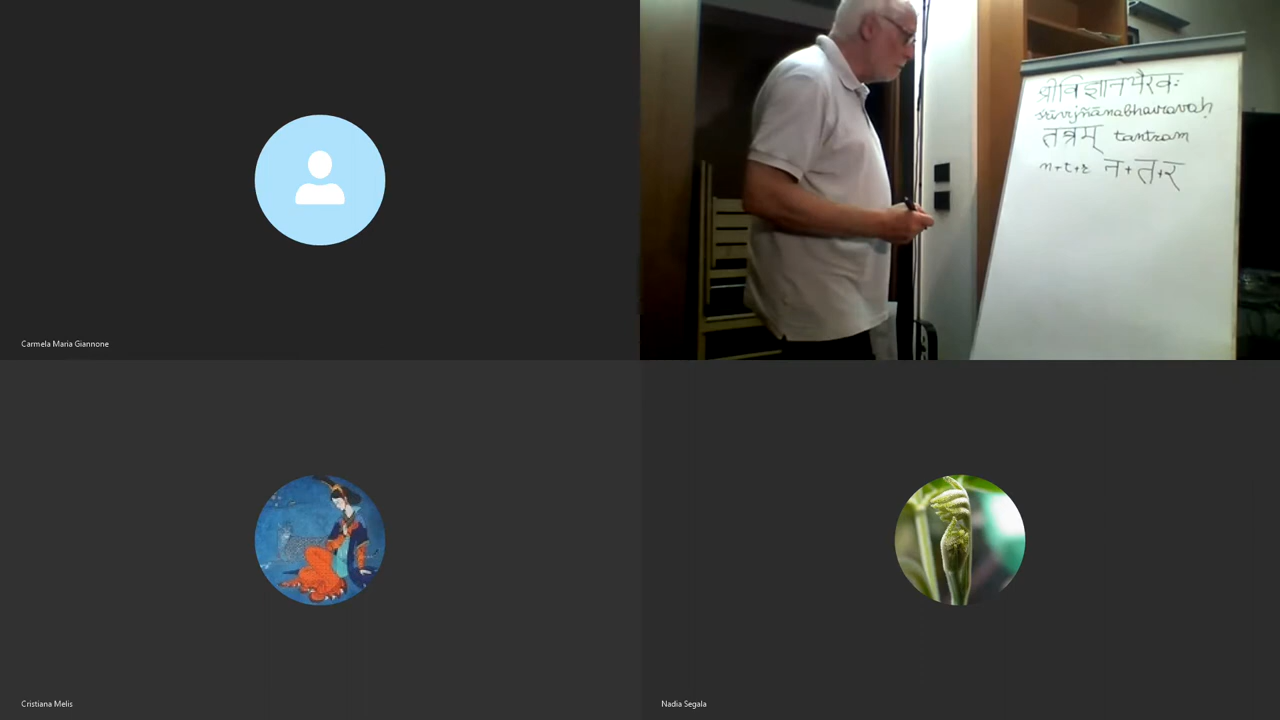 Carmela Maria Giannone
श्रीविज्ञानभैरवः
śrīvijñānabhairavaḥ
तन्त्रम् tantram
n+t+r न+त+र
Cristiana Melis
Nadia Segala